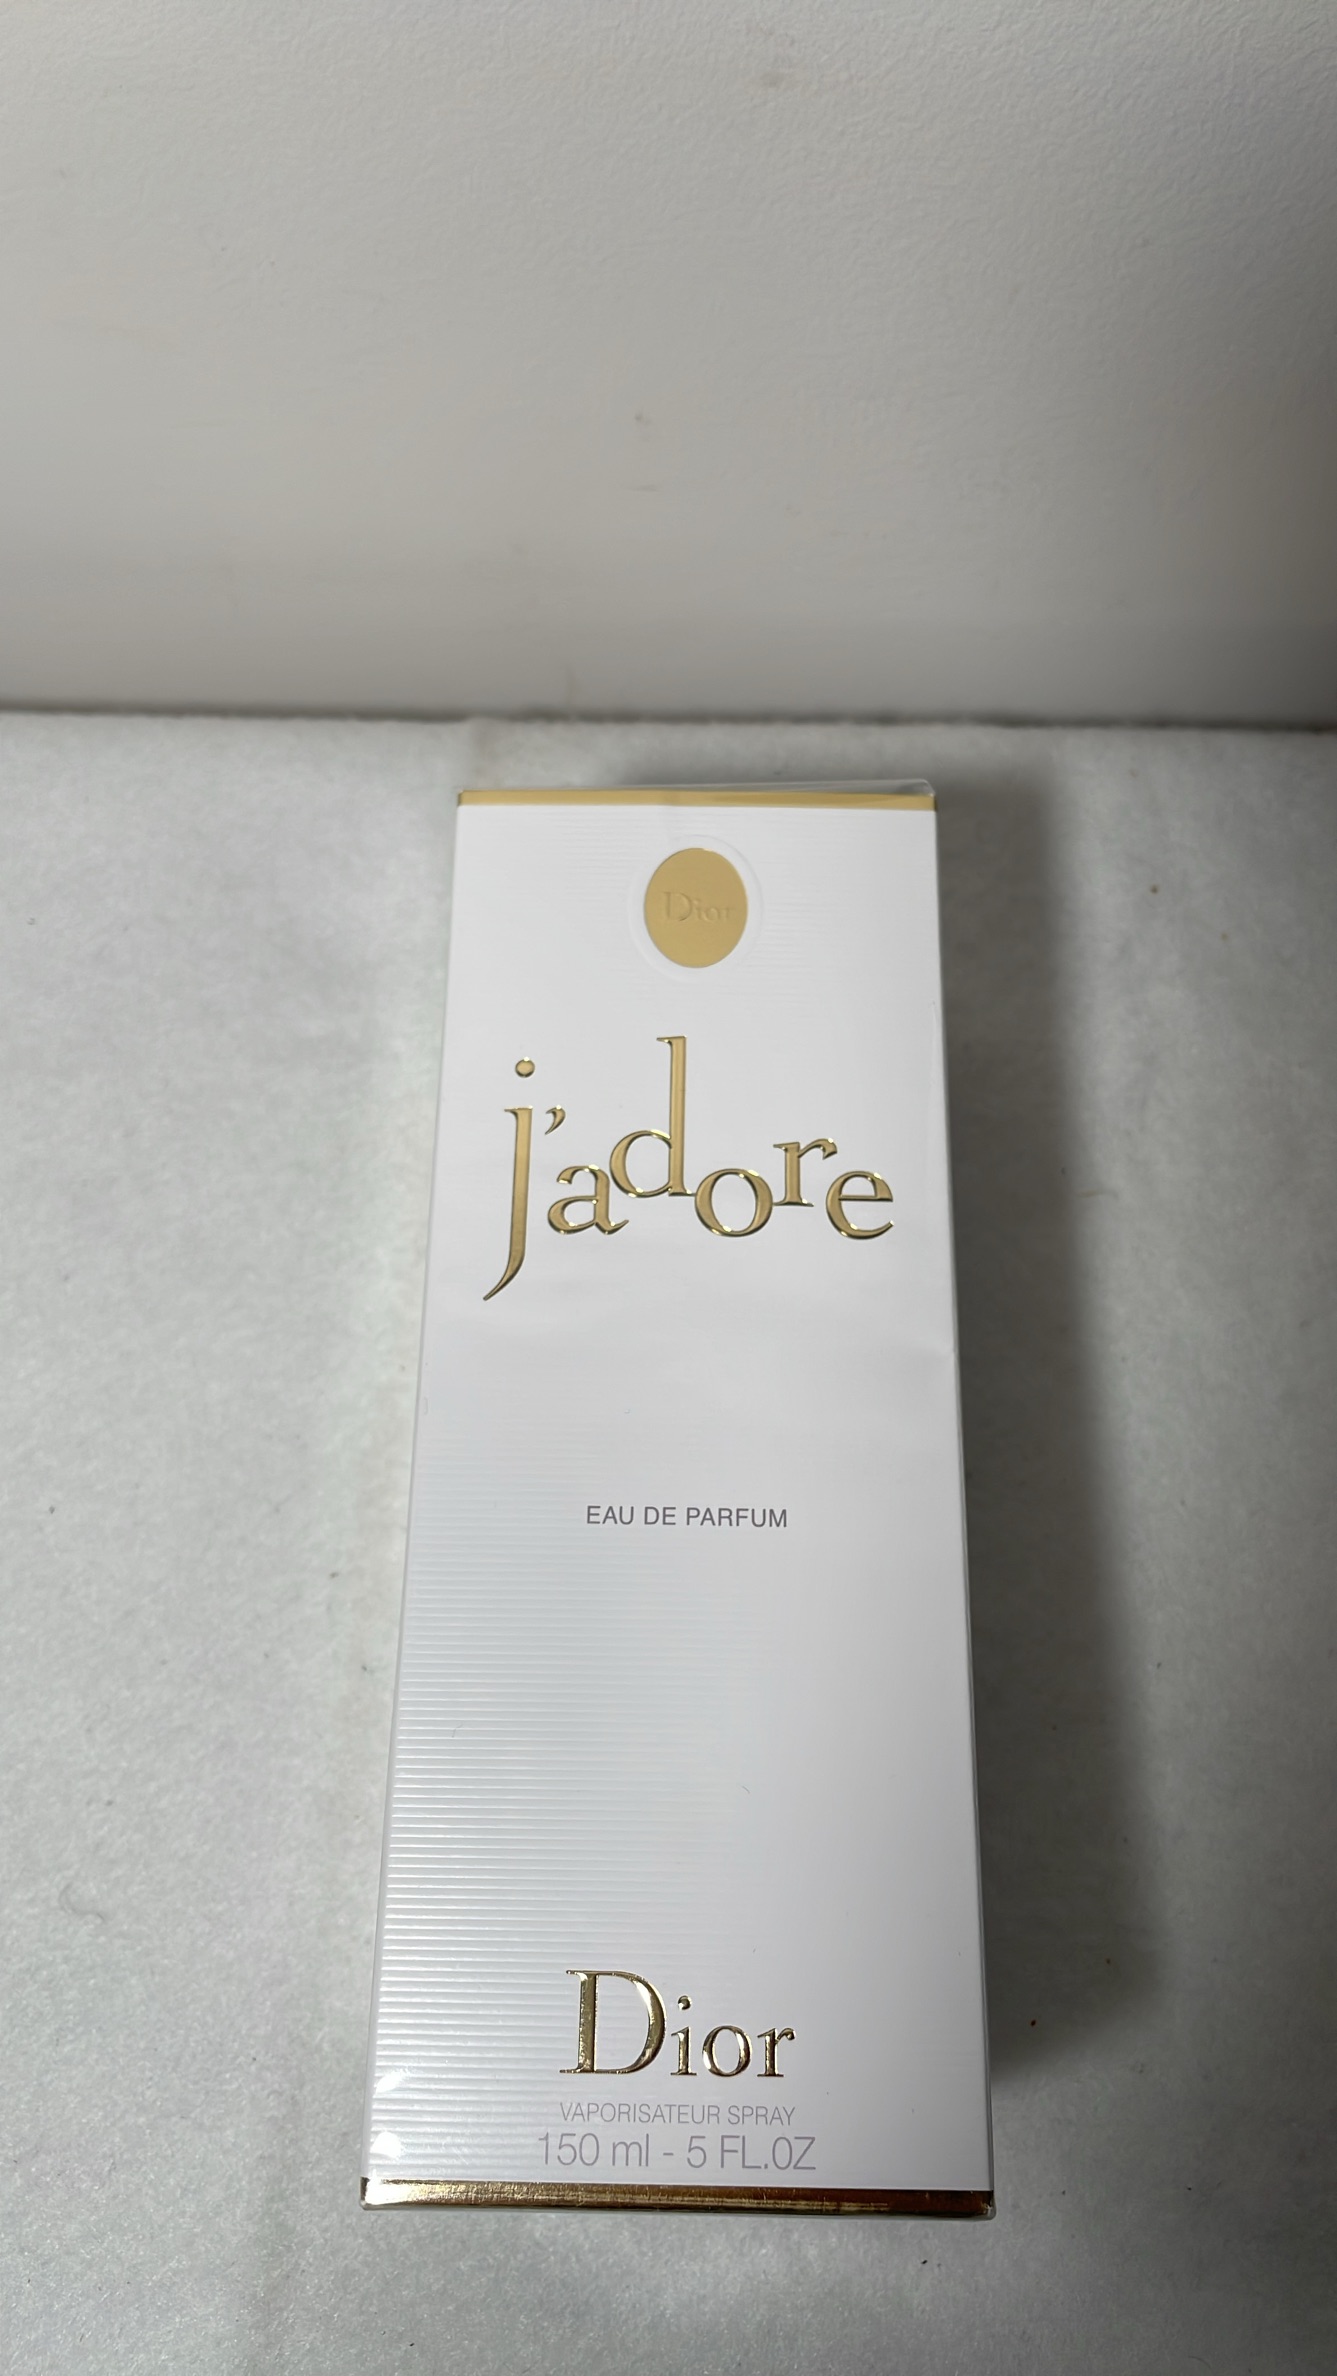 Dior
j'adore
EAU DE PARFUM
Dior
VAPORISATEUR SPRAY
150 ml - 5 FL.OZ